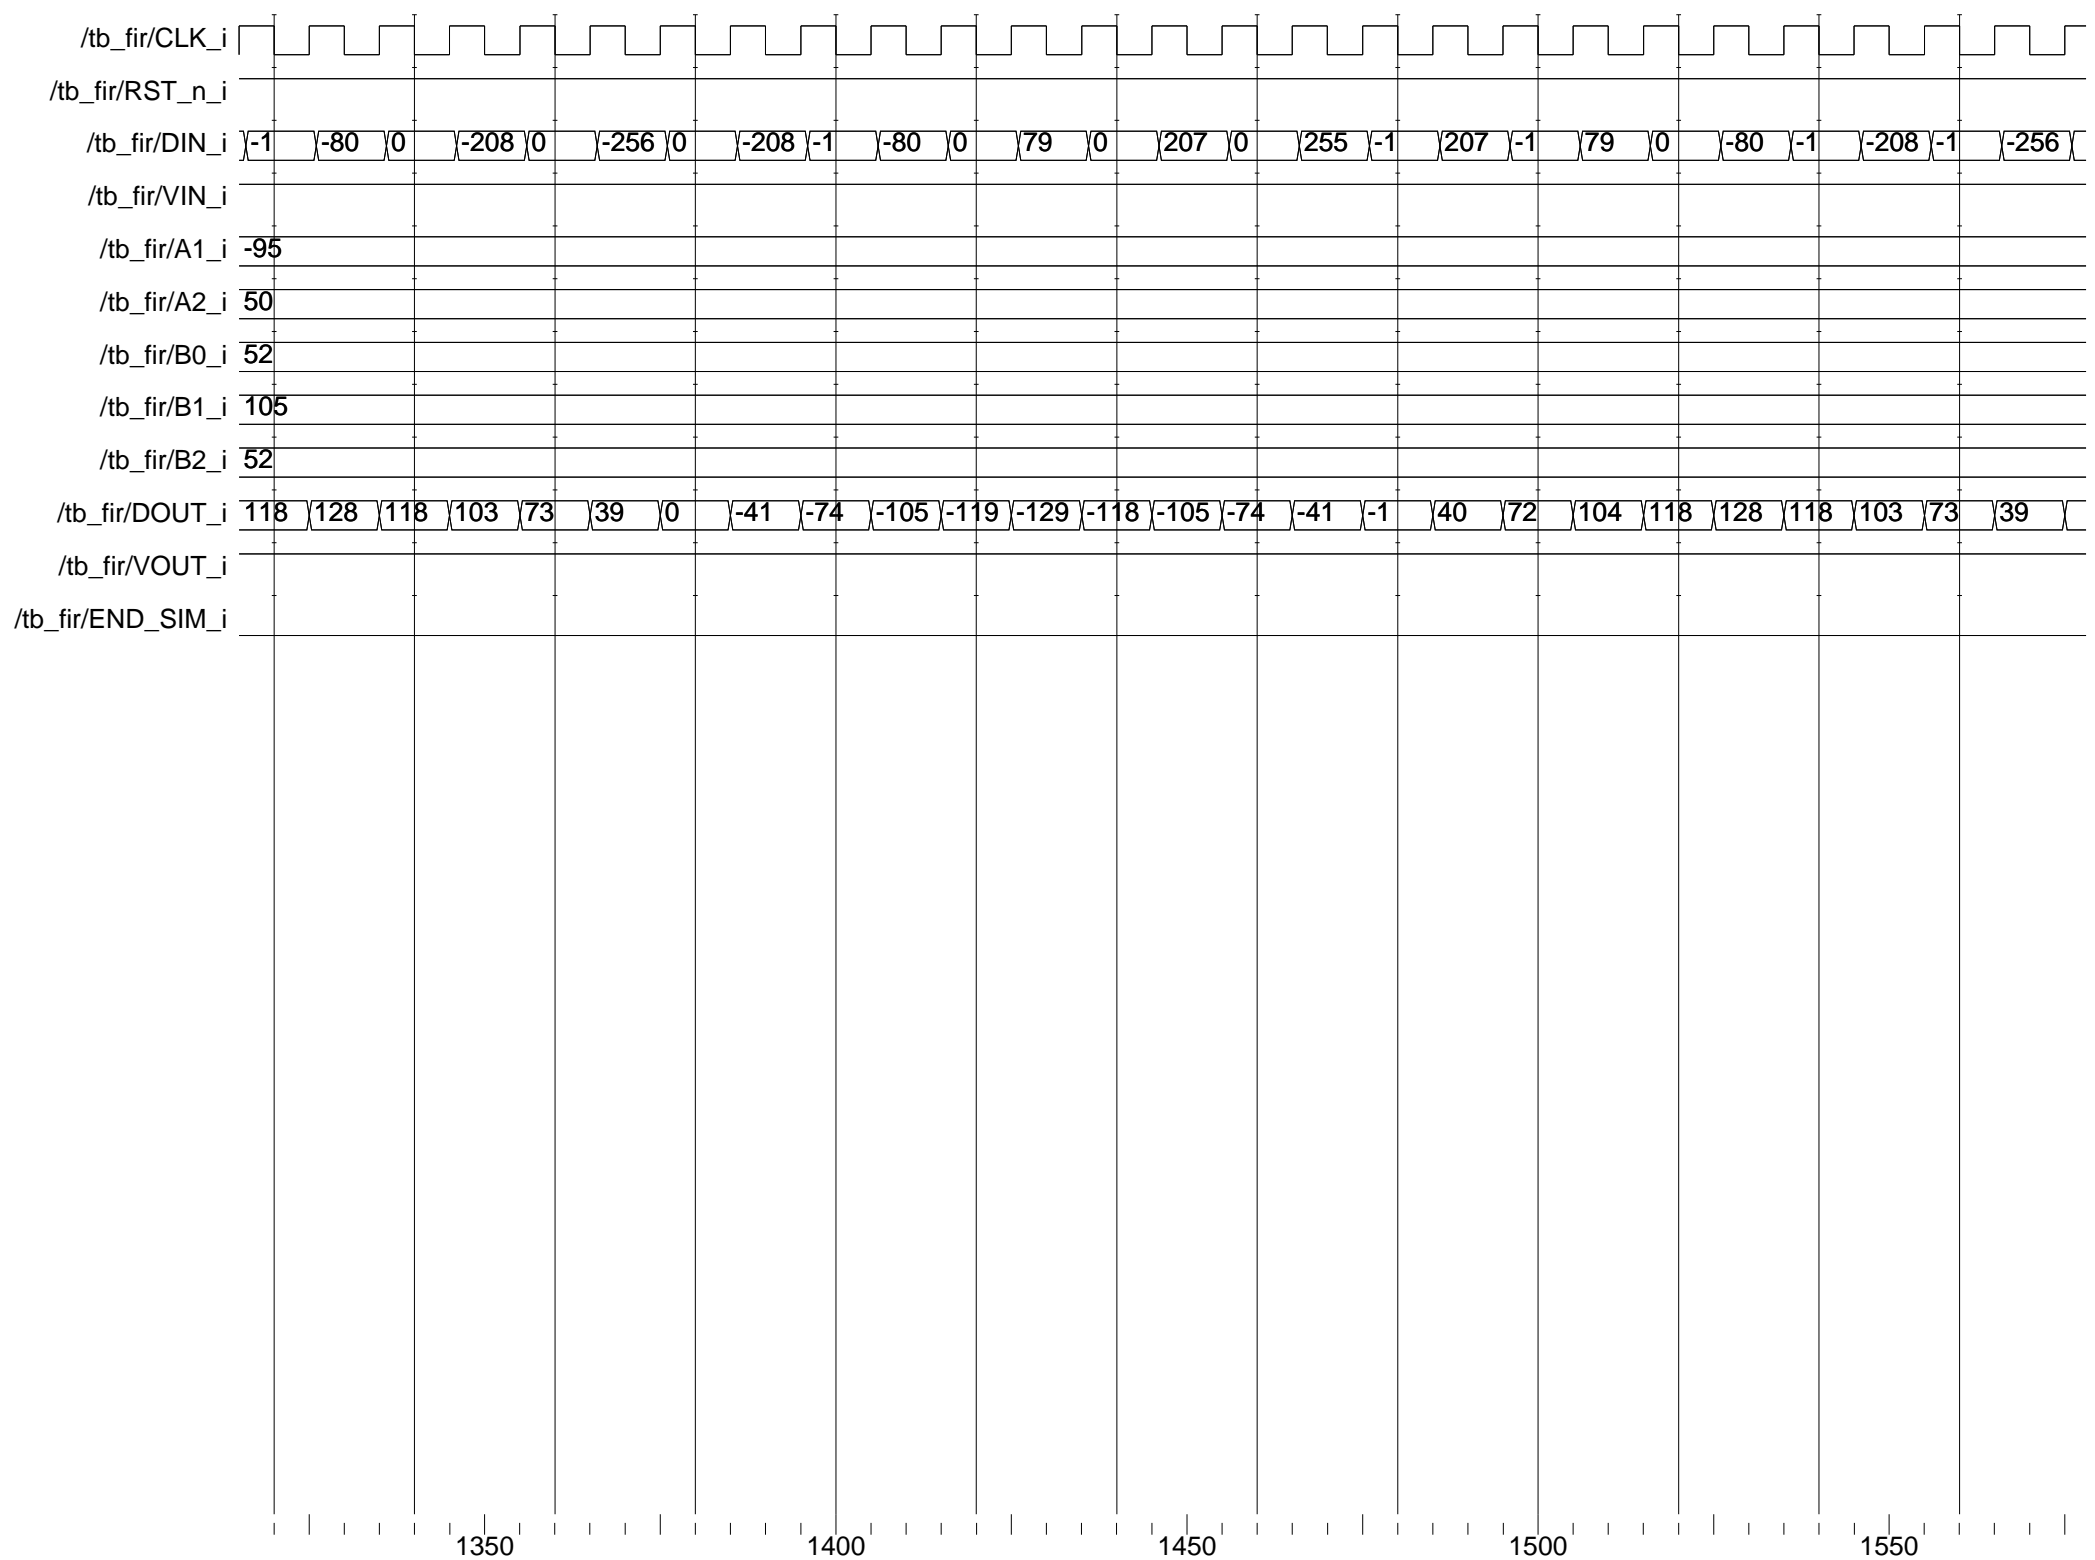 /tb_fir/CLK_i
/tb_fir/RST_n_i
/tb_fir/DIN_i -1 -80 0 -208 0 -256 0 -208 -1 -80 0 79 0 207 0 255 -1 207 -1 79 0 -80 -1 -208 -1 -256
/tb_fir/VIN_i
/tb_fir/A1_i -95
/tb_fir/A2_i 50
/tb_fir/B0_i 52
/tb_fir/B1_i 105
/tb_fir/B2_i 52
/tb_fir/DOUT_i 118 128 118 103 73 39 0 -41 -74 -105 -119 -129 -118 -105 -74 -41 -1 40 72 104 118 128 118 103 73 39
/tb_fir/VOUT_i
/tb_fir/END_SIM_i
1350 1400 1450 1500 1550